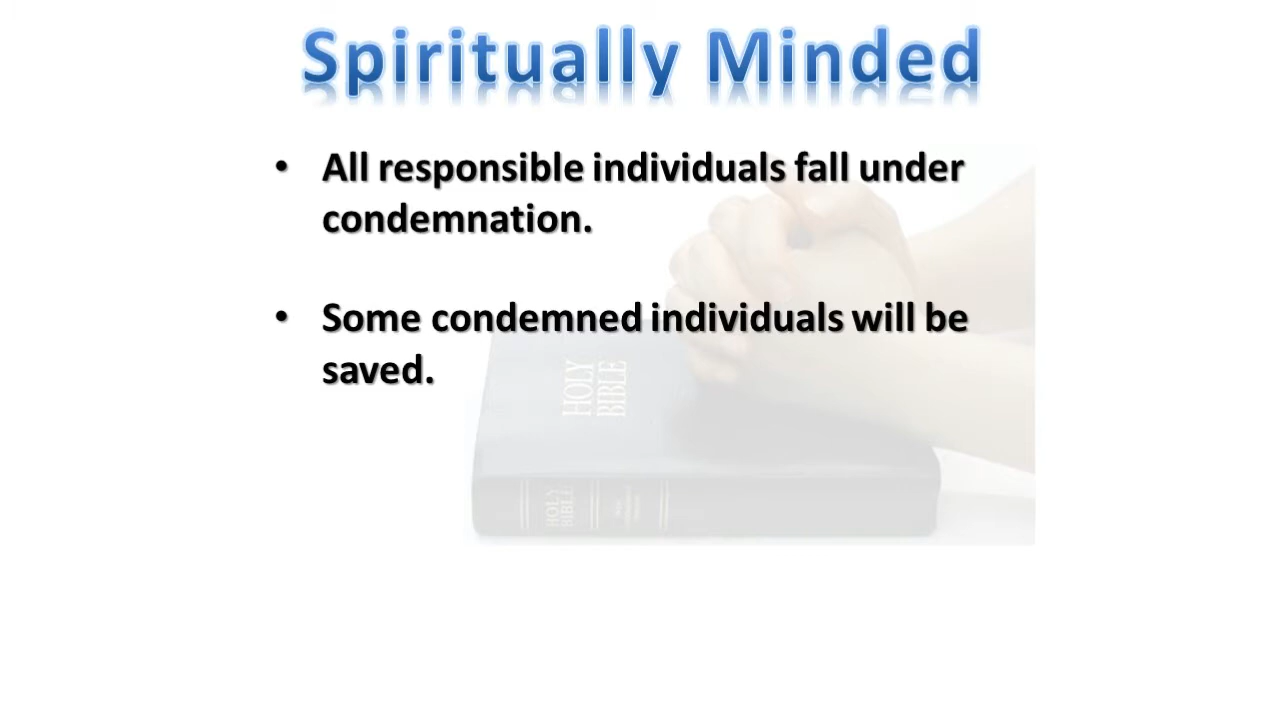 Spiritually Minded
• All responsible individuals fall under
condemnation.
• Some condemned individuals will be
saved.
HOLY
BIBLE
HOLY
BIBLE